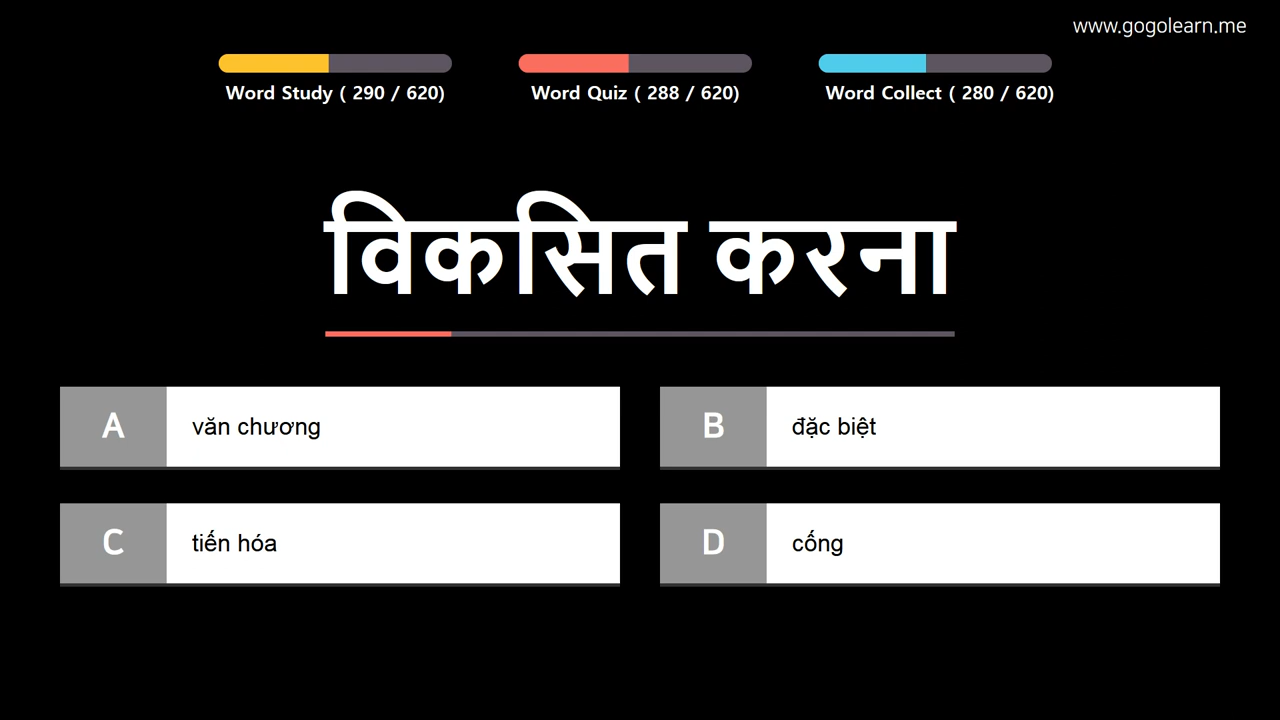 www.gogolearn.me
Word Study ( 290 / 620)
Word Quiz ( 288 / 620)
Word Collect ( 280 / 620)
विकसित करना
A văn chương
B đặc biệt
C tiến hóa
D cống